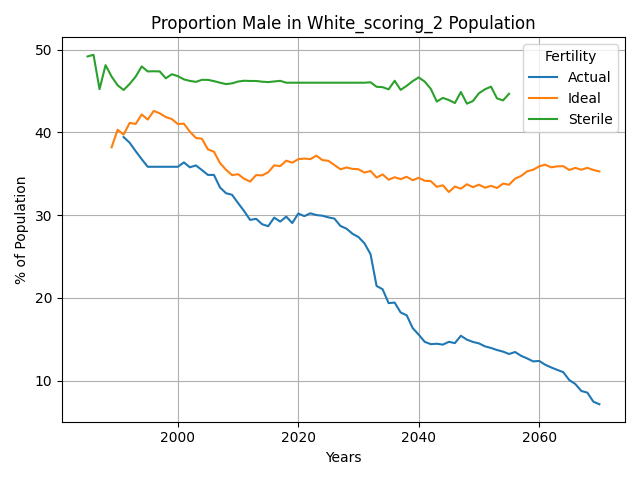 Proportion Male in White_scoring_2 Population
% of Population
50
40
30
20
10
Fertility
Actual
Ideal
Sterile
2000
2020
2040
2060
Years